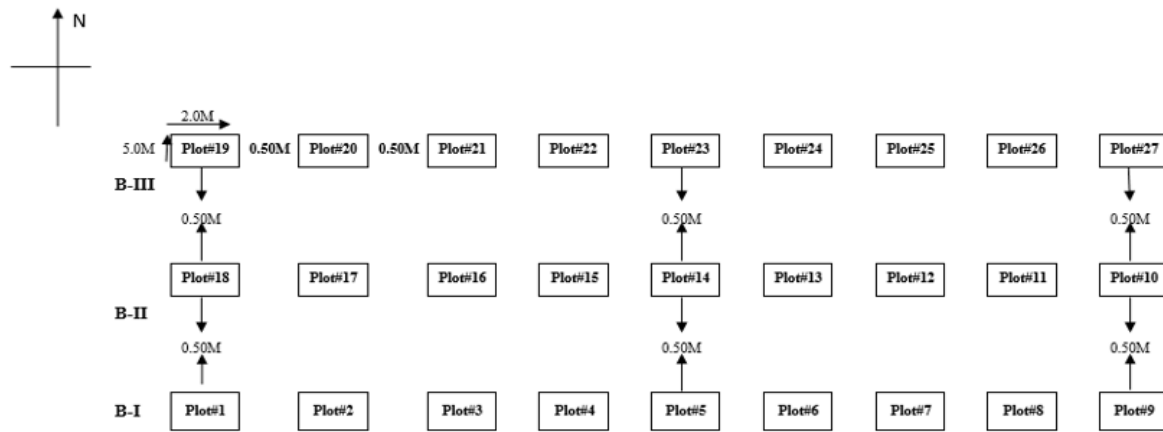 N
2.0M
5.0M Plot#19 0.50M Plot#20 0.50M Plot#21 Plot#22 Plot#23 Plot#24 Plot#25 Plot#26 Plot#27
B-III
0.50M 0.50M 0.50M
Plot#18 Plot#17 Plot#16 Plot#15 Plot#14 Plot#13 Plot#12 Plot#11 Plot#10
B-II
0.50M 0.50M 0.50M
B-I Plot#1 Plot#2 Plot#3 Plot#4 Plot#5 Plot#6 Plot#7 Plot#8 Plot#9